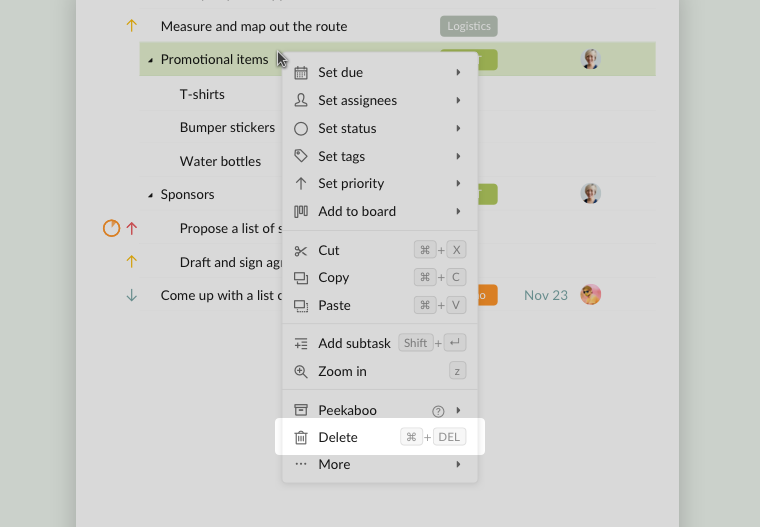 Measure and map out the route Logistics
Promotional items
Set due
T-shirts
Set assignees
Bumper stickers
Set status
Water bottles
Set tags
Set priority
Sponsors
Add to board
Propose a list of
Cut ⌘ + X
Draft and sign
Copy ⌘ + C
Come up with a list Nov 23
Paste ⌘ + V
Add subtask Shift + ↵
Zoom in z
Peekaboo ?
Delete ⌘ + DEL
··· More